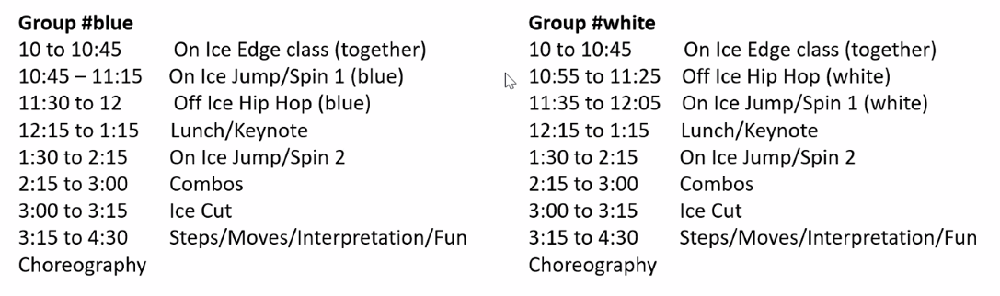 Group #blue
10 to 10:45 On Ice Edge class (together)
10:45 – 11:15 On Ice Jump/Spin 1 (blue)
11:30 to 12 Off Ice Hip Hop (blue)
12:15 to 1:15 Lunch/Keynote
1:30 to 2:15 On Ice Jump/Spin 2
2:15 to 3:00 Combos
3:00 to 3:15 Ice Cut
3:15 to 4:30 Steps/Moves/Interpretation/Fun
Choreography
Group #white
10 to 10:45 On Ice Edge class (together)
10:55 to 11:25 Off Ice Hip Hop (white)
11:35 to 12:05 On Ice Jump/Spin 1 (white)
12:15 to 1:15 Lunch/Keynote
1:30 to 2:15 On Ice Jump/Spin 2
2:15 to 3:00 Combos
3:00 to 3:15 Ice Cut
3:15 to 4:30 Steps/Moves/Interpretation/Fun
Choreography